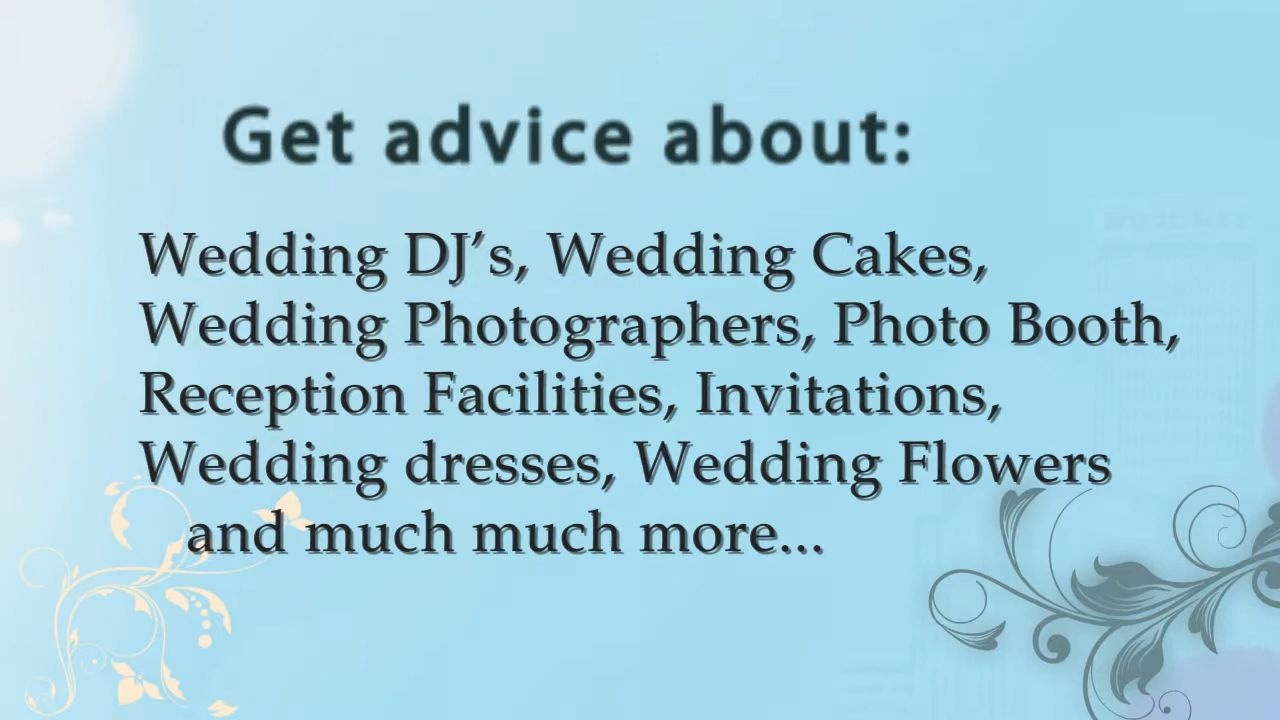 Get advice about:
Wedding DJ’s, Wedding Cakes,
Wedding Photographers, Photo Booth,
Reception Facilities, Invitations,
Wedding dresses, Wedding Flowers
and much much more...